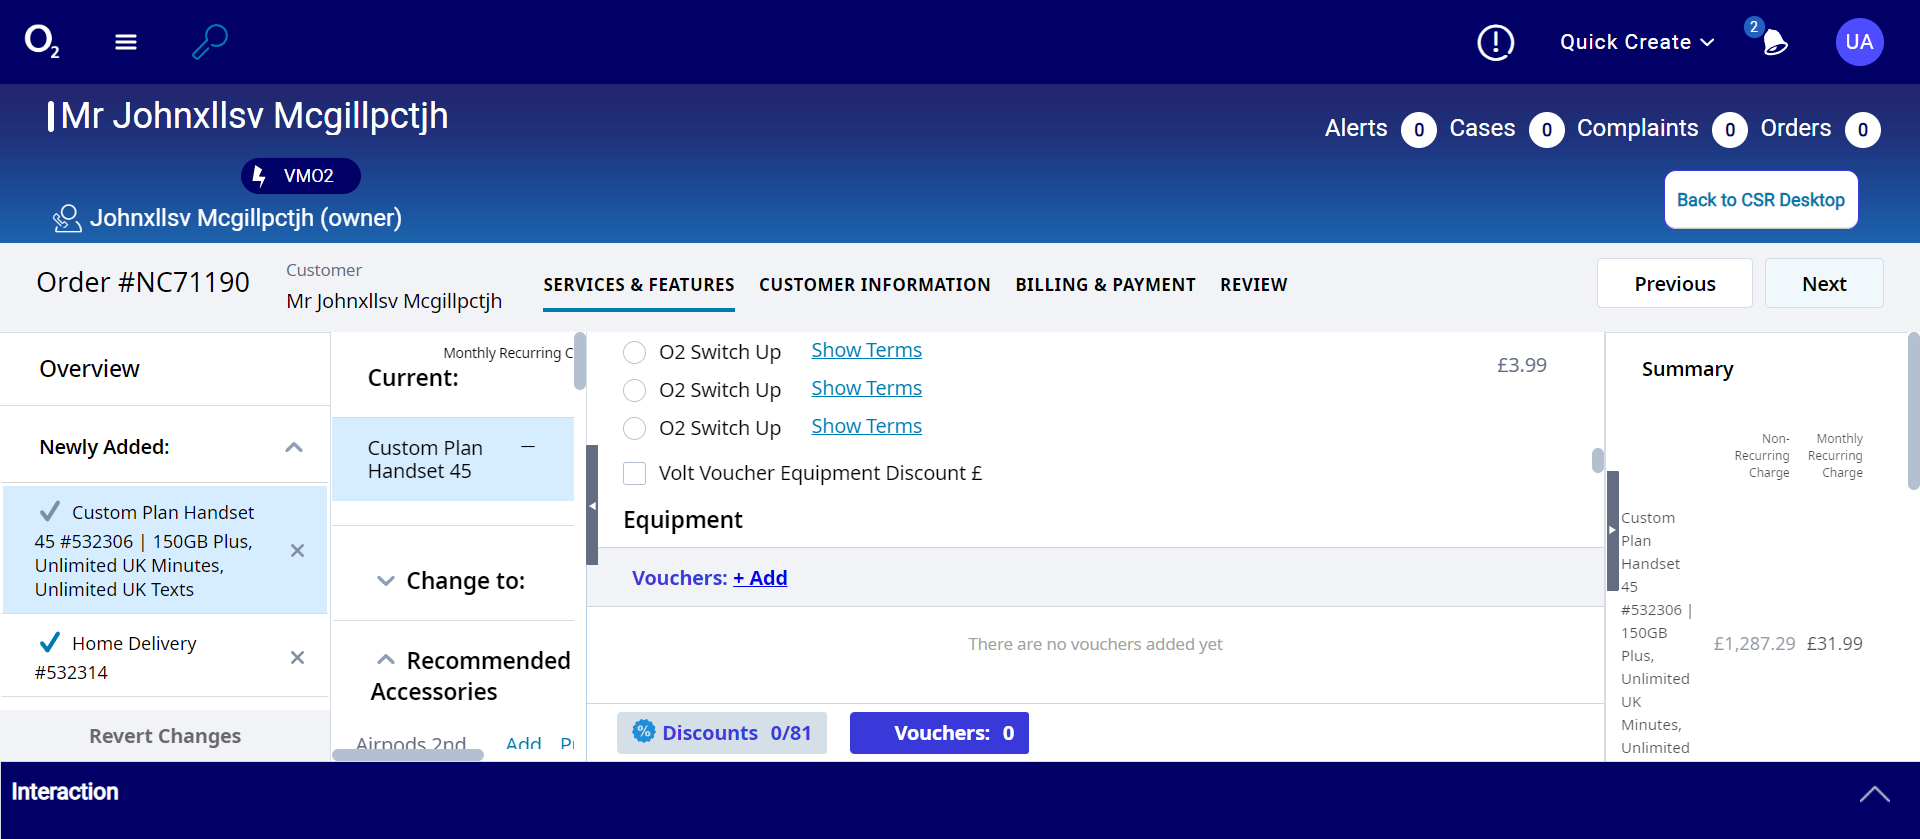 O2
Quick Create
2
UA
Mr Johnxllsv Mcgillpctjh
Alerts 0 Cases 0 Complaints 0 Orders 0
VMO2
Johnxllsv Mcgillpctjh (owner)
Back to CSR Desktop
Order #NC71190
Customer
Mr Johnxllsv Mcgillpctjh
SERVICES & FEATURES
CUSTOMER INFORMATION
BILLING & PAYMENT
REVIEW
Previous
Next
Overview
Newly Added:
Custom Plan Handset
45 #532306 | 150GB Plus,
Unlimited UK Minutes,
Unlimited UK Texts
Home Delivery
#532314
Revert Changes
Monthly Recurring C
Current:
Custom Plan
Handset 45
Change to:
Recommended
Accessories
Airpods 2nd Add
O2 Switch Up Show Terms
£3.99
O2 Switch Up Show Terms
O2 Switch Up Show Terms
Volt Voucher Equipment Discount £
Equipment
Vouchers: + Add
There are no vouchers added yet
% Discounts 0/81
Vouchers: 0
Summary
Non-
Recurring
Charge
Monthly
Recurring
Charge
Custom
Plan
Handset
45
#532306 |
150GB
Plus,
Unlimited
UK
Minutes,
Unlimited
£1,287.29 £31.99
Interaction